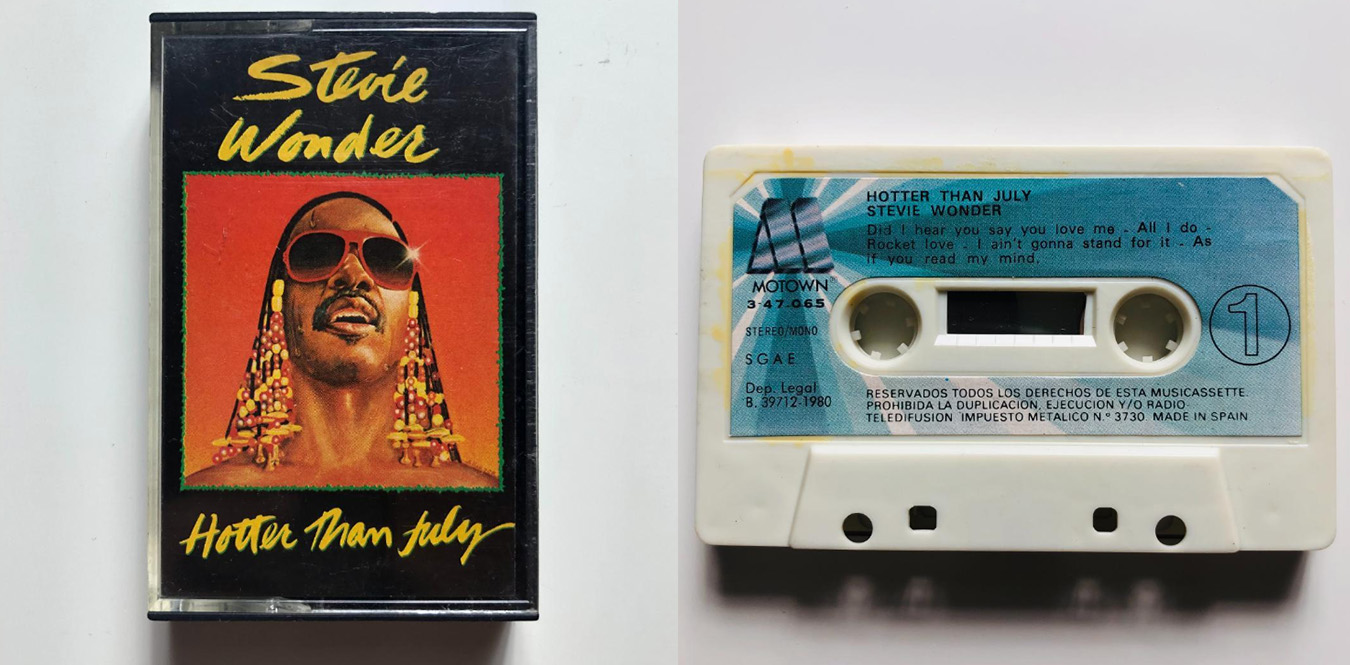 Stevie
Wonder
Hotter Than July
HOTTER THAN JULY
STEVIE WONDER
Did I hear you say you love me - All I do -
Rocket love - I ain't gonna stand for it - As
if you read my mind.
MOTOWN™
3-47.065
STEREO/MONO
SGAE
Dep. Legal
B. 39712-1980
1
RESERVADOS TODOS LOS DERECHOS DE ESTA MUSICASSETTE.
PROHIBIDA LA DUPLICACION, EJECUCION Y/O RADIO-
TELEDIFUSION IMPUESTO METALICO N.º 3730. MADE IN SPAIN